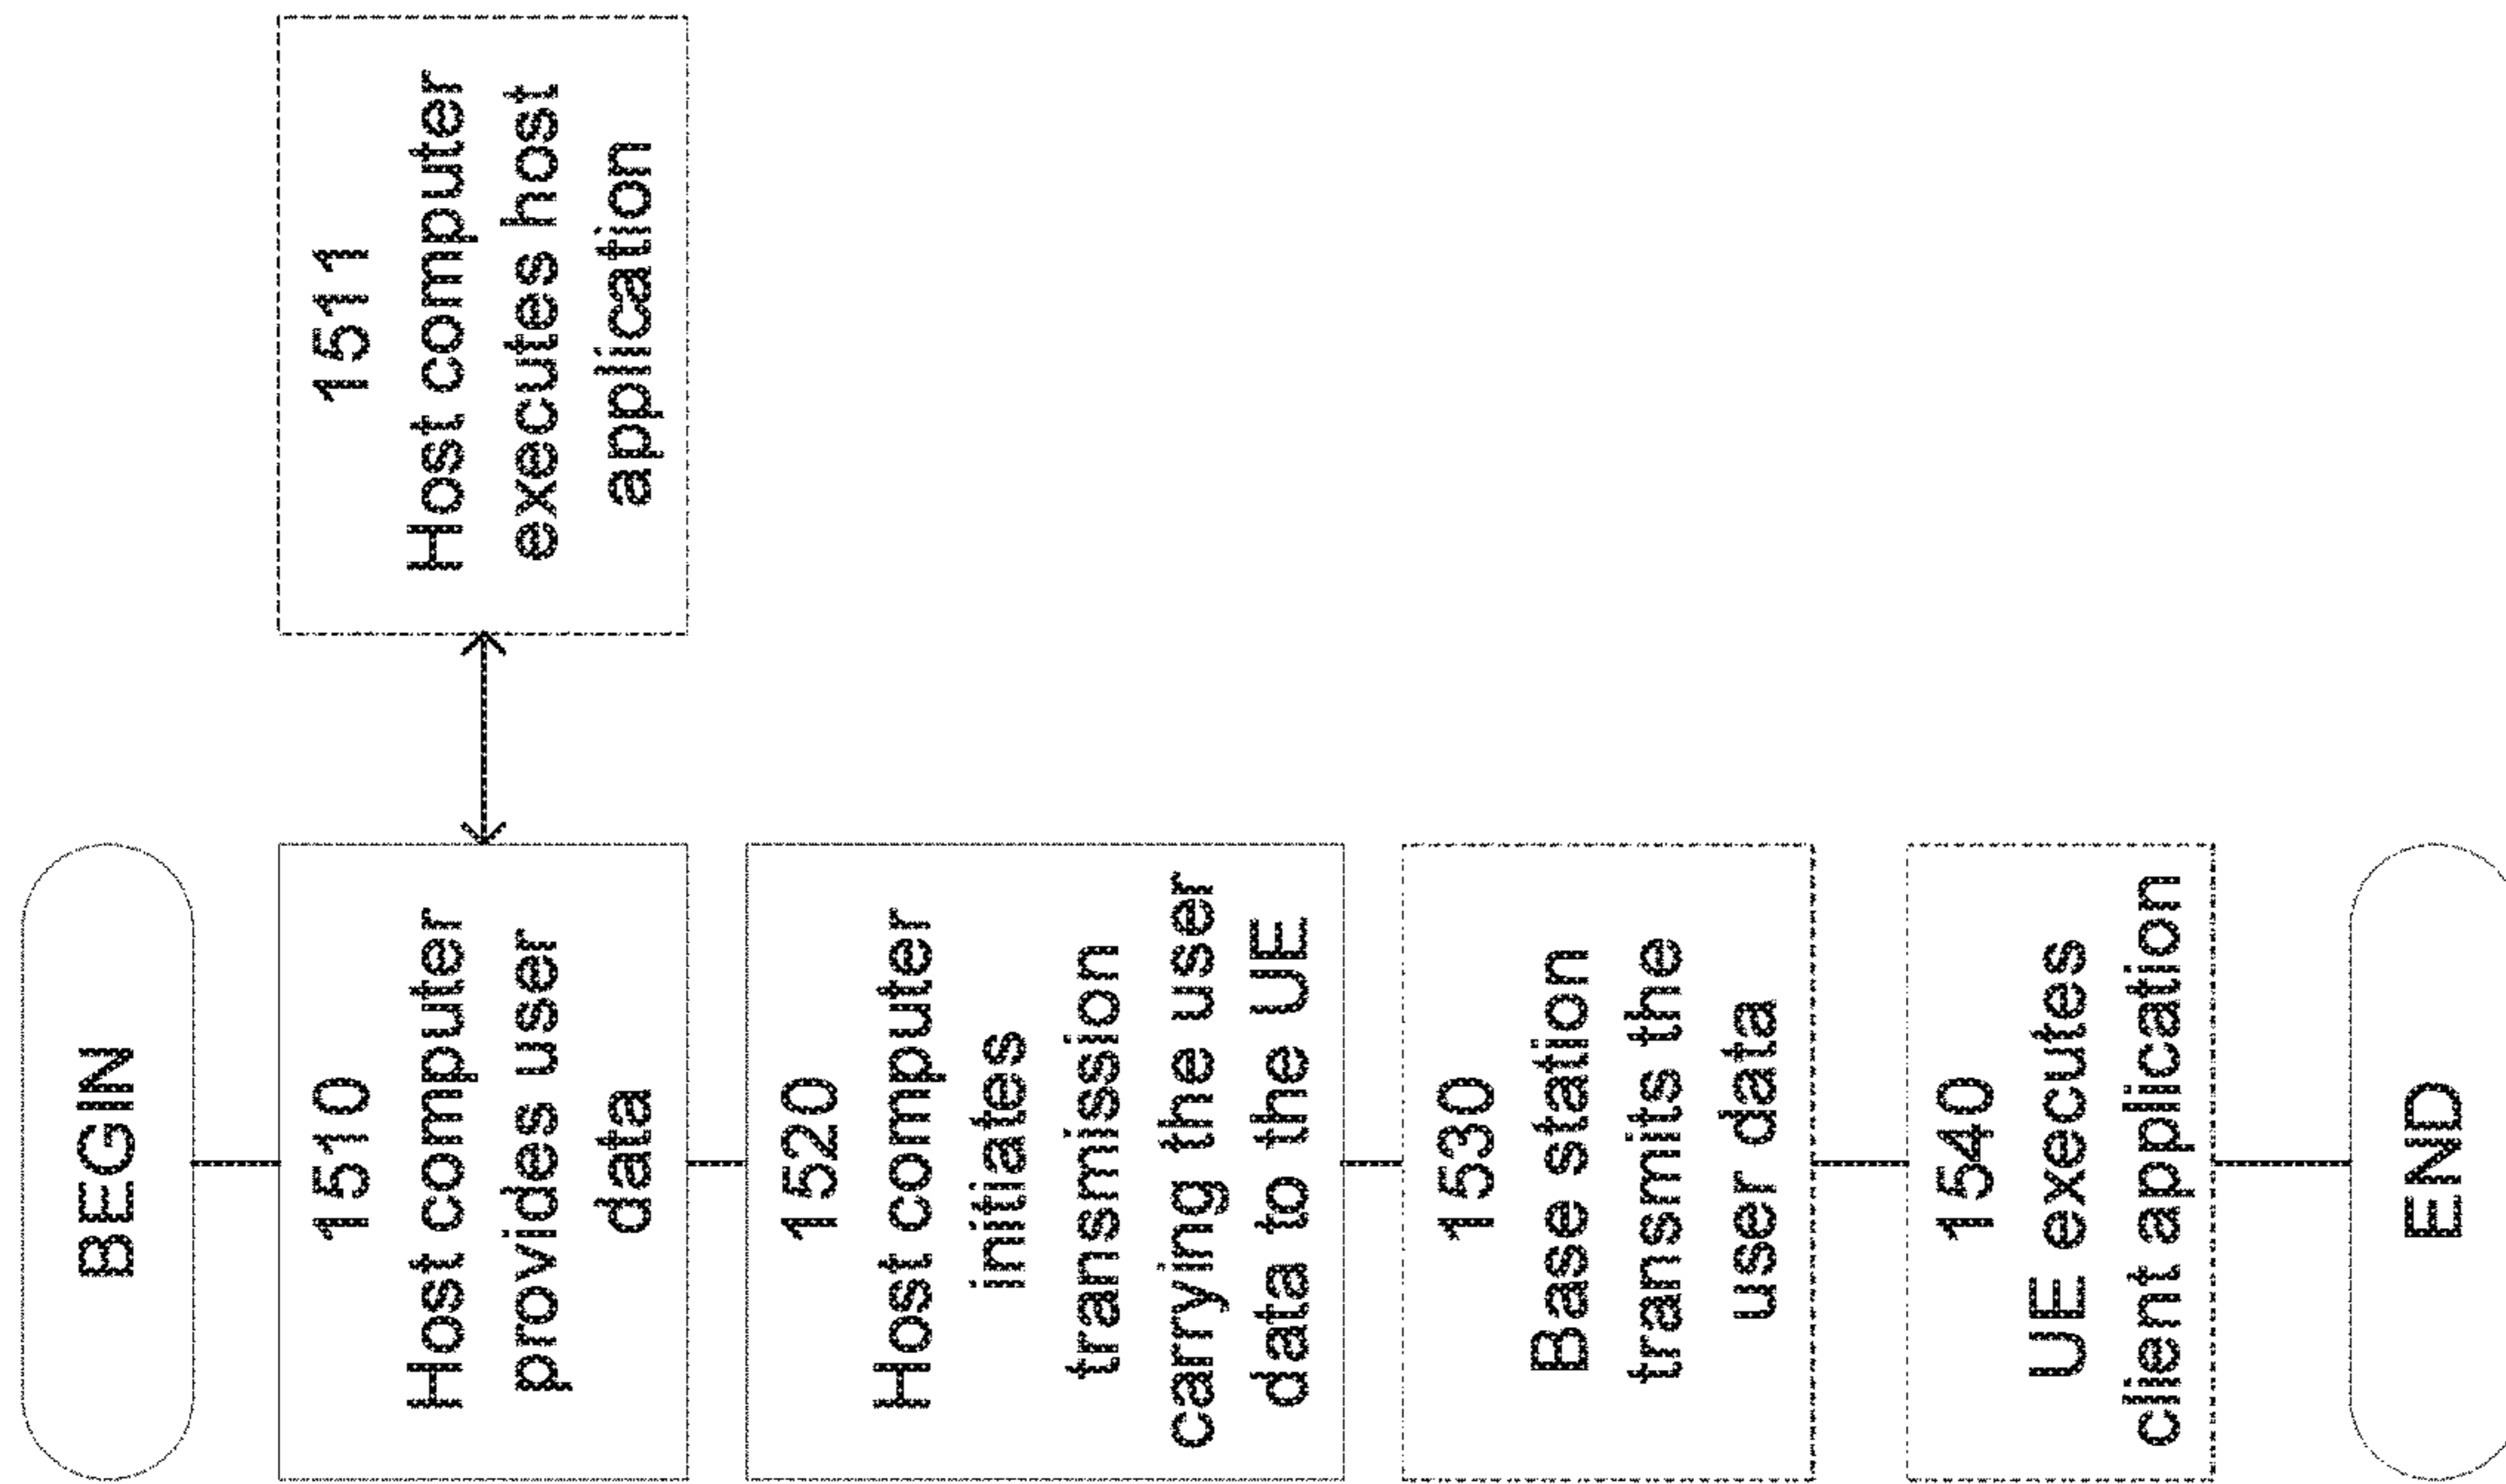 BEGIN
1510
Host computer
provides user
data
1511
Host computer
executes host
application
1520
Host computer
initiates
transmission
carrying the user
data to the UE
1530
Base station
transmits the
user data
1540
UE executes
client application
END